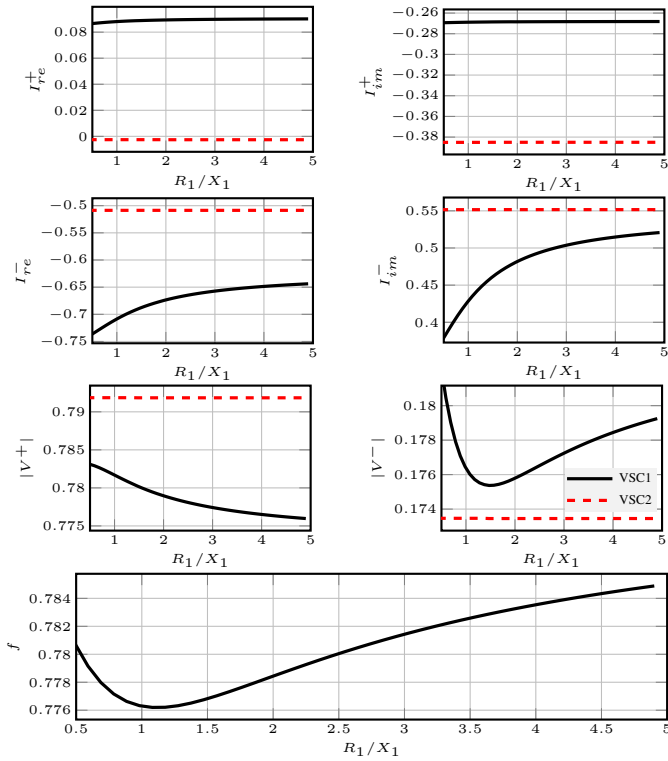 0.08
0.06
0.04
0.02
0
I⁺re
1 2 3 4 5
R₁/X₁
−0.26
−0.28
−0.3
−0.32
−0.34
−0.36
−0.38
I⁺im
1 2 3 4 5
R₁/X₁
−0.5
−0.55
−0.6
−0.65
−0.7
−0.75
I⁻re
1 2 3 4 5
R₁/X₁
0.55
0.5
0.45
0.4
I⁻im
1 2 3 4 5
R₁/X₁
0.79
0.785
0.78
0.775
|V⁺|
1 2 3 4 5
R₁/X₁
0.18
0.178
0.176
0.174
|V⁻|
VSC1
VSC2
1 2 3 4 5
R₁/X₁
0.784
0.782
0.78
0.778
0.776
f
0.5 1 1.5 2 2.5 3 3.5 4 4.5 5
R₁/X₁